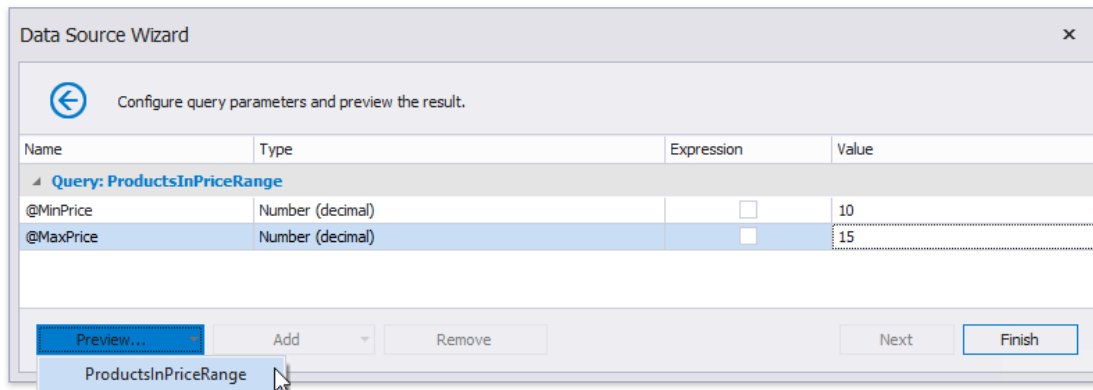 Data Source Wizard
Configure query parameters and preview the result.
Name Type Expression Value
Query: ProductsInPriceRange
@MinPrice Number (decimal) 10
@MaxPrice Number (decimal) 15
Preview... Add Remove Next Finish
ProductsInPriceRange